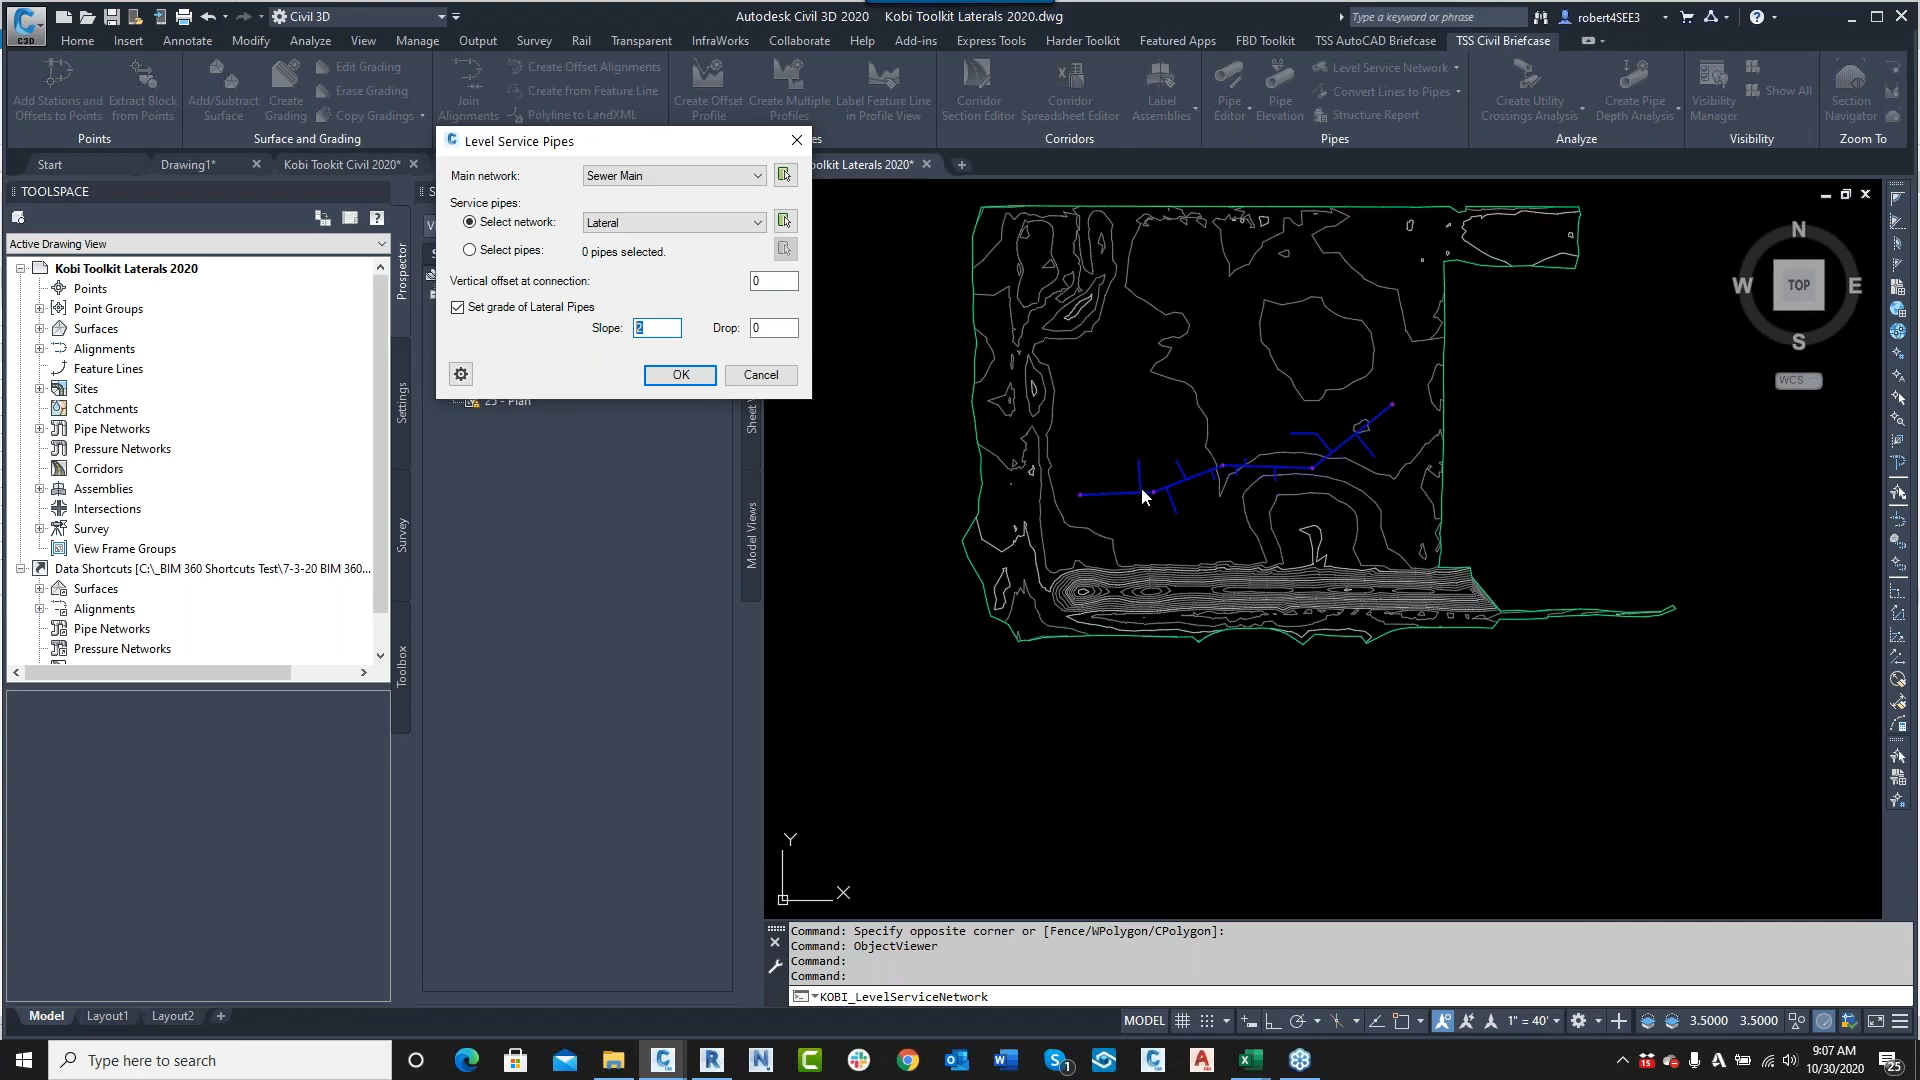 Civil 3D
Autodesk Civil 3D 2020 Kobi Toolkit Laterals 2020.dwg
Type a keyword or phrase
robert4SEE3
Home Insert Annotate Modify Analyze View Manage Output Survey Rail Transparent InfraWorks Collaborate Help Add-ins Express Tools Harder Toolkit Featured Apps FBD Toolkit TSS AutoCAD Briefcase TSS Civil Briefcase
C3D
Add Stations and Offsets to Points
Extract Block from Points
Points
Add/Subtract Surface
Create Grading
Edit Grading
Erase Grading
Copy Gradings
Surface and Grading
Join Alignments
Create Offset Alignments
Create from Feature Line
Polyline to LandXML
Create Offset Profile
Create Multiple Profiles
Label Feature Line in Profile View
Corridor Section Editor
Corridor Spreadsheet Editor
Label Assemblies
Corridors
Pipe Editor
Pipe Elevation
Level Service Network
Convert Lines to Pipes
Structure Report
Pipes
Create Utility Crossings Analysis
Create Pipe Depth Analysis
Analyze
Visibility Manager
Show All
Visibility
Section Navigator
Zoom To
Start
Drawing1*
Kobi Tookit Civil 2020*
oolkit Laterals 2020*
Level Service Pipes
Main network: Sewer Main
Service pipes:
Select network: Lateral
Select pipes: 0 pipes selected.
Vertical offset at connection: 0
Set grade of Lateral Pipes
Slope: 2 Drop: 0
OK Cancel
25 - Plan
TOOLSPACE
Active Drawing View
Kobi Toolkit Laterals 2020
Points
Point Groups
Surfaces
Alignments
Feature Lines
Sites
Catchments
Pipe Networks
Pressure Networks
Corridors
Assemblies
Intersections
Survey
View Frame Groups
Data Shortcuts [C:\_BIM 360 Shortcuts Test\7-3-20 BIM 360...
Surfaces
Alignments
Pipe Networks
Pressure Networks
Prospector
Settings
Survey
Toolbox
Sheet
Model Views
N
W TOP E
S
WCS
Y
X
Command: Specify opposite corner or [Fence/WPolygon/CPolygon]:
Command: ObjectViewer
Command:
Command:
KOBI_LevelServiceNetwork
Model Layout1 Layout2
MODEL 1" = 40' 3.5000 3.5000
Type here to search
9:07 AM
10/30/2020
25